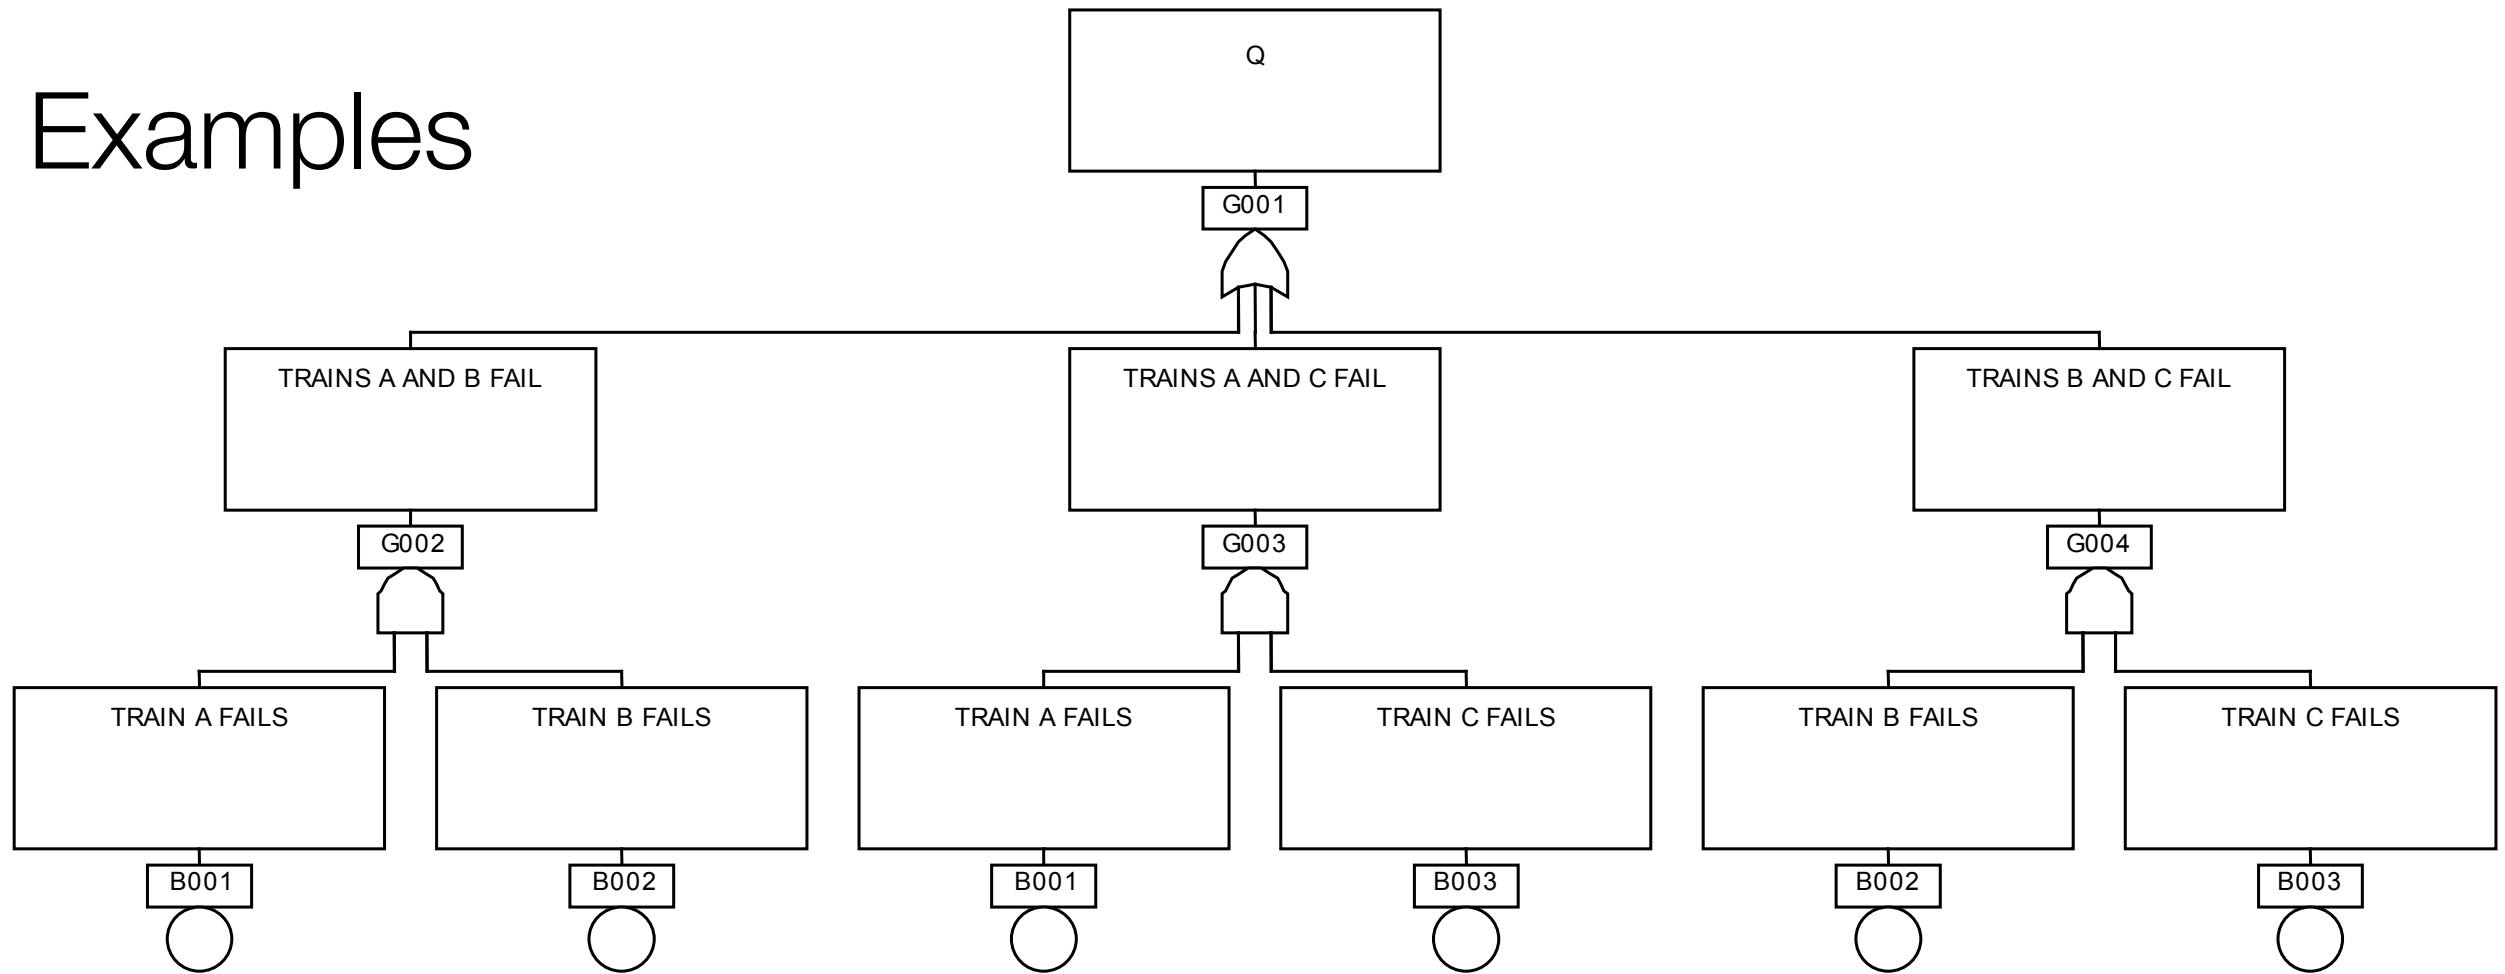 Examples
Q
G001
TRAINS A AND B FAIL
TRAINS A AND C FAIL
TRAINS B AND C FAIL
G002
G003
G004
TRAIN A FAILS
TRAIN B FAILS
TRAIN A FAILS
TRAIN C FAILS
TRAIN B FAILS
TRAIN C FAILS
B001
B002
B001
B003
B002
B003